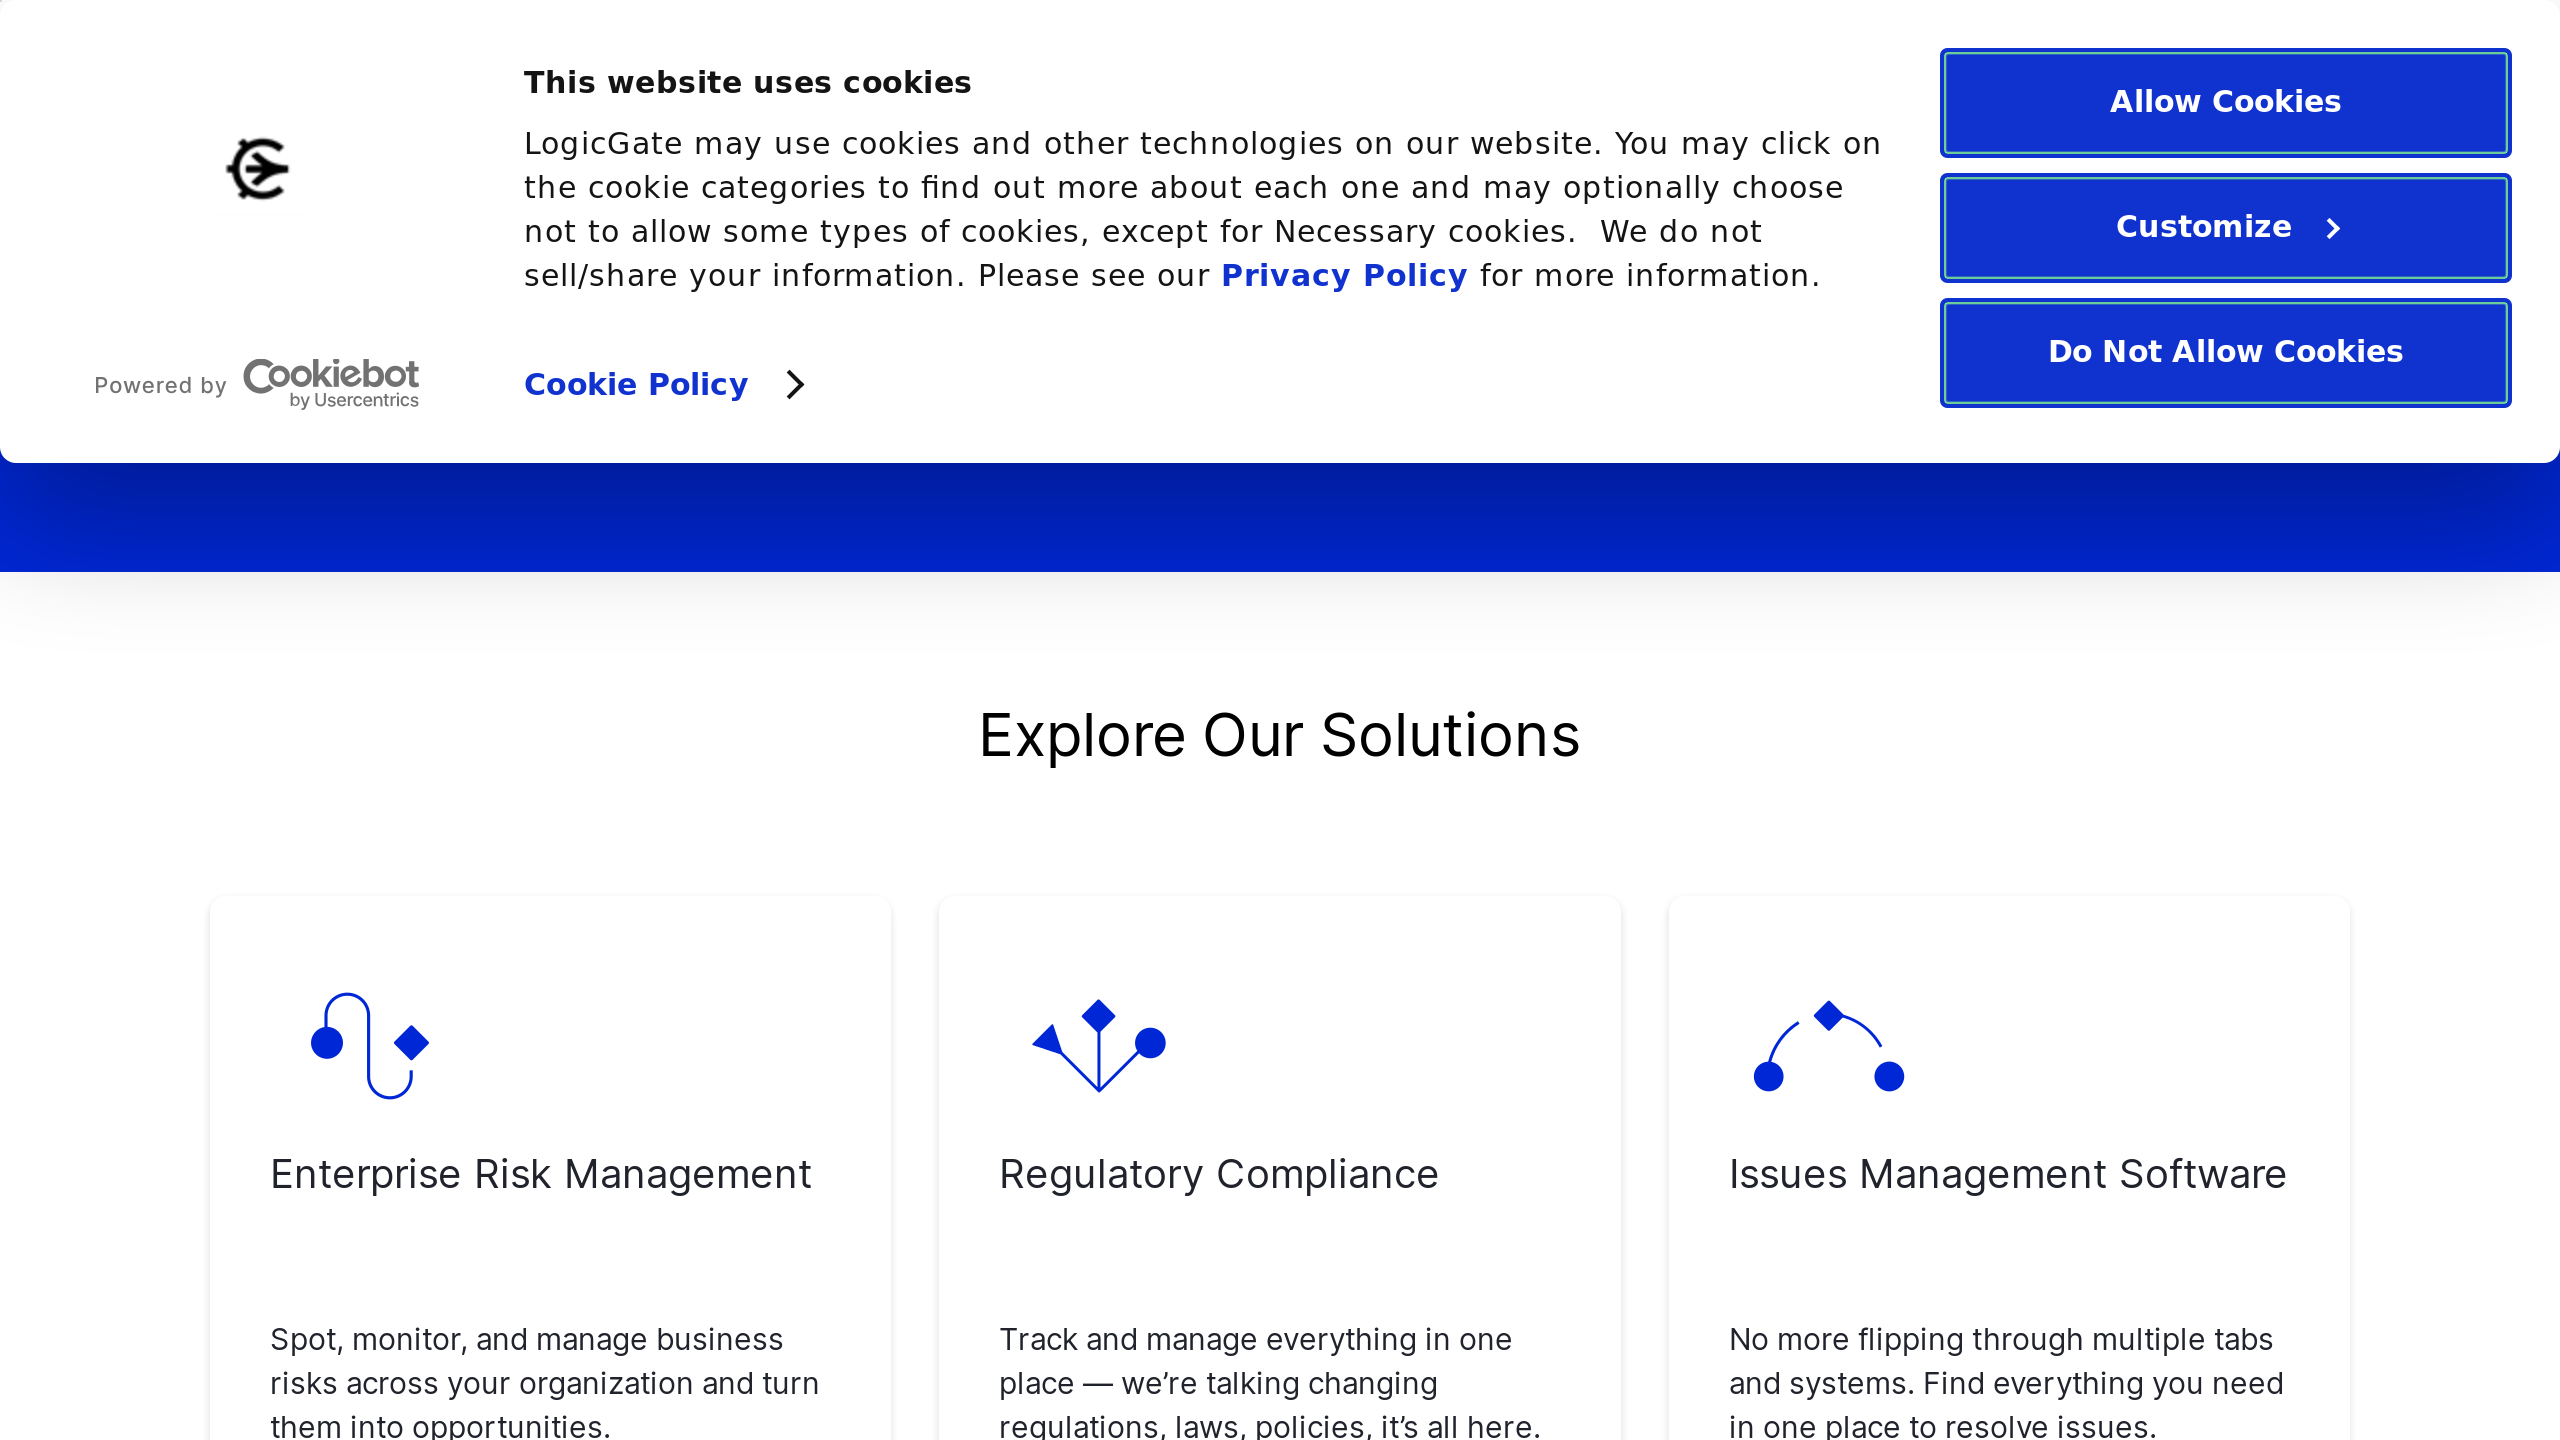 This website uses cookies
LogicGate may use cookies and other technologies on our website. You may click on
the cookie categories to find out more about each one and may optionally choose
not to allow some types of cookies, except for Necessary cookies.  We do not
sell/share your information. Please see our Privacy Policy for more information.
Cookie Policy
Powered by Cookiebot
by Usercentrics
Allow Cookies
Customize
Do Not Allow Cookies
Explore Our Solutions
Enterprise Risk Management
Spot, monitor, and manage business
risks across your organization and turn
them into opportunities.
Regulatory Compliance
Track and manage everything in one
place — we’re talking changing
regulations, laws, policies, it’s all here.
Issues Management Software
No more flipping through multiple tabs
and systems. Find everything you need
in one place to resolve issues.